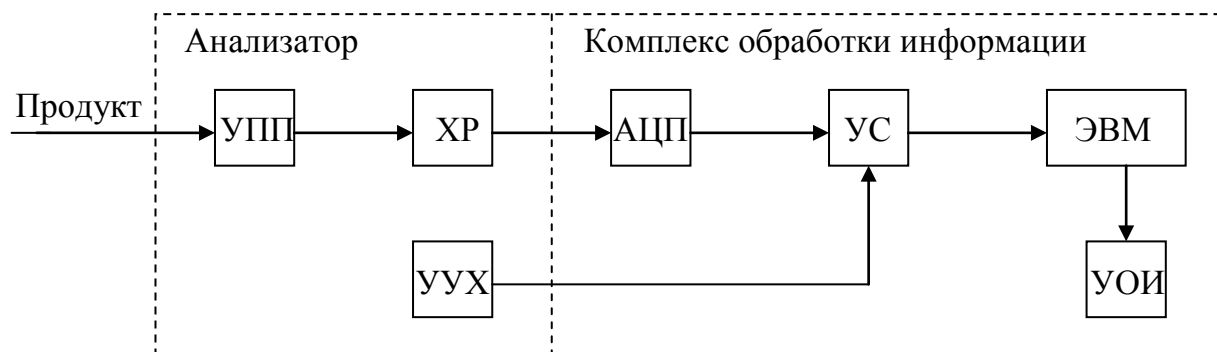 Анализатор
Комплекс обработки информации
Продукт
УПП
ХР
АЦП
УС
ЭВМ
УУХ
УОИ